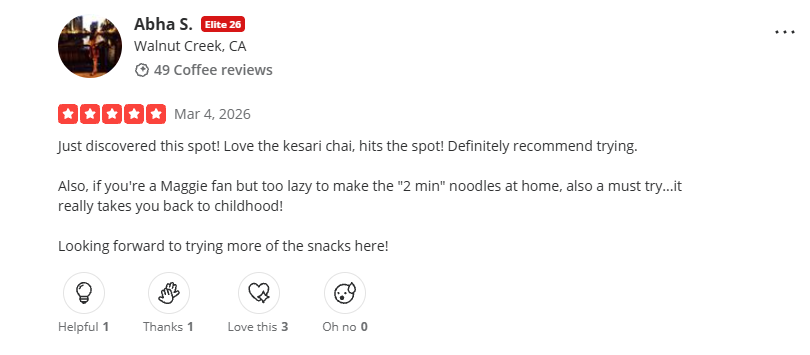 Abha S. Elite 26
Walnut Creek, CA
49 Coffee reviews
Mar 4, 2026
Just discovered this spot! Love the kesari chai, hits the spot! Definitely recommend trying.
Also, if you're a Maggie fan but too lazy to make the "2 min" noodles at home, also a must try...it
really takes you back to childhood!
Looking forward to trying more of the snacks here!
Helpful 1 Thanks 1 Love this 3 Oh no 0